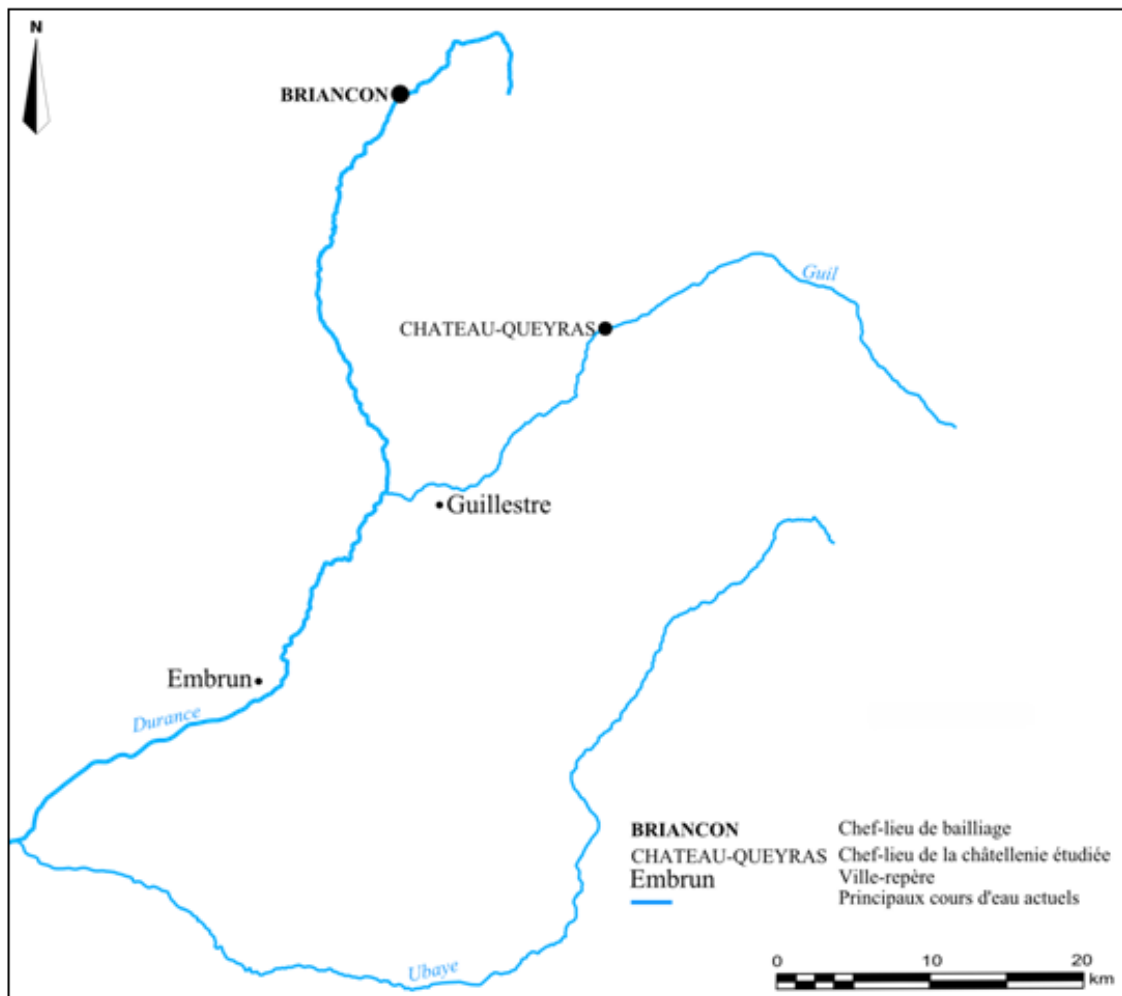 N
BRIANCON
Guil
CHATEAU-QUEYRAS
Guillestre
Embrun
Durance
Ubaye
BRIANCON Chef-lieu de bailliage
CHATEAU-QUEYRAS Chef-lieu de la châtellenie étudiée
Embrun Ville-repère
Principaux cours d'eau actuels
0 10 20
km